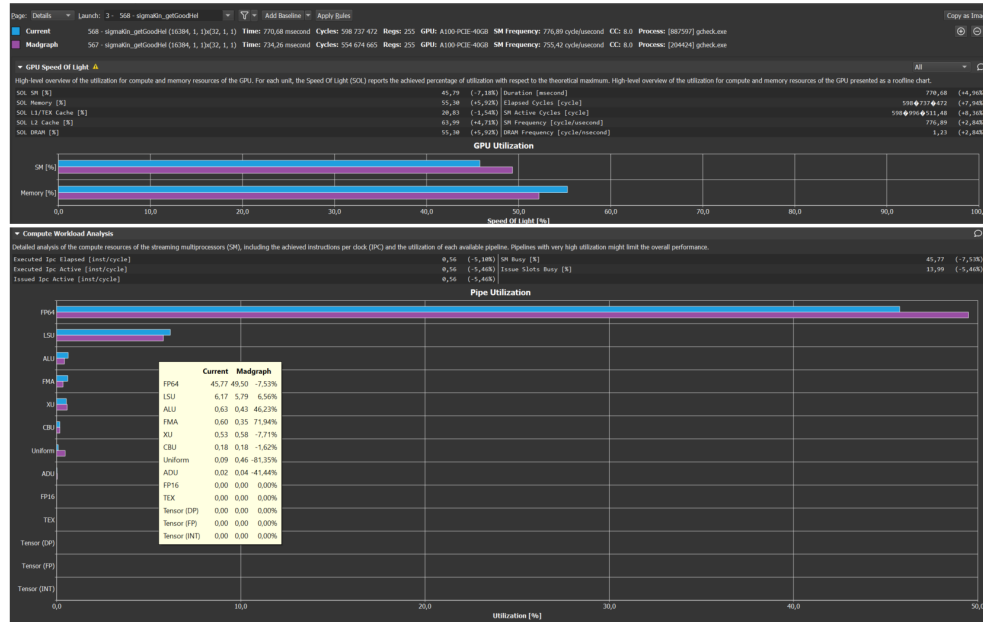 Page: Details Launch: 3 - 568 - sigmaKin_getGoodHel Add Baseline Apply Rules Copy as Ima
Current 568 - sigmaKin_getGoodHel (16384, 1, 1)x(32, 1, 1) Time: 770,68 msecond Cycles: 598 737 472 Regs: 255 GPU: A100-PCIE-40GB SM Frequency: 776,89 cycle/usecond CC: 8.0 Process: [887597] gcheck.exe
Madgraph 567 - sigmaKin_getGoodHel (16384, 1, 1)x(32, 1, 1) Time: 734,26 msecond Cycles: 554 674 665 Regs: 255 GPU: A100-PCIE-40GB SM Frequency: 755,42 cycle/usecond CC: 8.0 Process: [204424] gcheck.exe
GPU Speed Of Light All
High-level overview of the utilization for compute and memory resources of the GPU. For each unit, the Speed Of Light (SOL) reports the achieved percentage of utilization with respect to the theoretical maximum. High-level overview of the utilization for compute and memory resources of the GPU presented as a roofline chart.
SOL SM [%] 45,79 (-7,18%) Duration [msecond] 770,68 (+4,96%
SOL Memory [%] 55,30 (+5,92%) Elapsed Cycles [cycle] 598�737�472 (+7,94%
SOL L1/TEX Cache [%] 20,83 (-1,54%) SM Active Cycles [cycle] 598�996�511,48 (+8,36%
SOL L2 Cache [%] 63,99 (+4,71%) SM Frequency [cycle/usecond] 776,89 (+2,84%
SOL DRAM [%] 55,30 (+5,92%) DRAM Frequency [cycle/nsecond] 1,23 (+2,84%
GPU Utilization
SM [%]
Memory [%]
0,0 10,0 20,0 30,0 40,0 50,0 60,0 70,0 80,0 90,0 100,
Speed Of Light [%]
Compute Workload Analysis
Detailed analysis of the compute resources of the streaming multiprocessors (SM), including the achieved instructions per clock (IPC) and the utilization of each available pipeline. Pipelines with very high utilization might limit the overall performance.
Executed Ipc Elapsed [inst/cycle] 0,56 (-5,10%) SM Busy [%] 45,77 (-7,53%)
Executed Ipc Active [inst/cycle] 0,56 (-5,46%) Issue Slots Busy [%] 13,99 (-5,46%)
Issued Ipc Active [inst/cycle] 0,56 (-5,46%)
Pipe Utilization
FP64
LSU
ALU
FMA
XU
CBU
Uniform
ADU
FP16
TEX
Tensor (DP)
Tensor (FP)
Tensor (INT)
Current Madgraph
FP64 45,77 49,50 -7,53%
LSU 6,17 5,79 6,56%
ALU 0,63 0,43 46,23%
FMA 0,60 0,35 71,94%
XU 0,53 0,58 -7,71%
CBU 0,18 0,18 -1,62%
Uniform 0,09 0,46 -81,35%
ADU 0,02 0,04 -41,44%
FP16 0,00 0,00 0,00%
TEX 0,00 0,00 0,00%
Tensor (DP) 0,00 0,00 0,00%
Tensor (FP) 0,00 0,00 0,00%
Tensor (INT) 0,00 0,00 0,00%
0,0 10,0 20,0 30,0 40,0 50,0
Utilization [%]